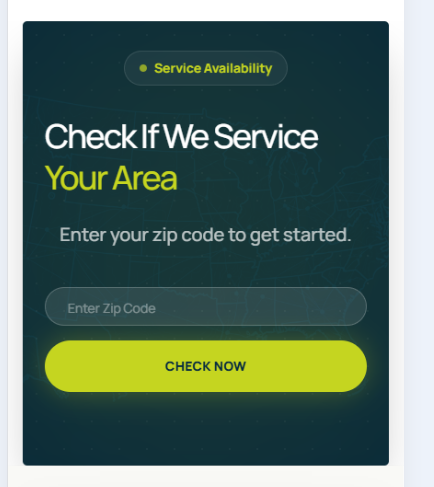 Service Availability
Check If We Service
Your Area
Enter your zip code to get started.
Enter Zip Code
CHECK NOW